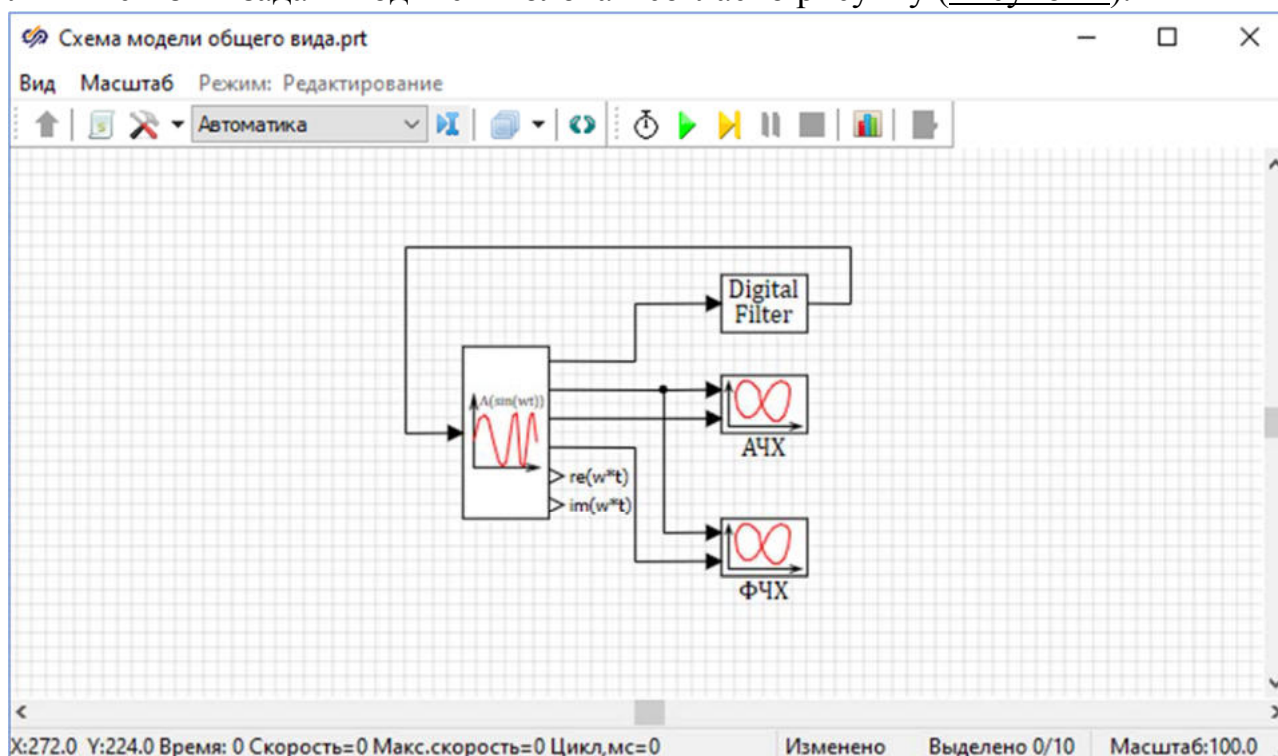 Схема модели общего вида.prt
Вид Масштаб Режим: Редактирование
Автоматика
Digital
Filter
A(sin(wt))
АЧХ
re(w*t)
im(w*t)
ФЧХ
X:272.0 Y:224.0 Время: 0 Скорость=0 Макс.скорость=0 Цикл,мс=0 Изменено Выделено 0/10 Масштаб:100.0